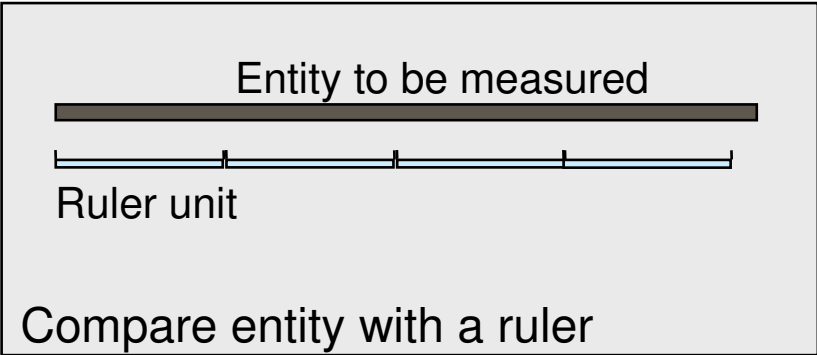 Entity to be measured
Ruler unit
Compare entity with a ruler